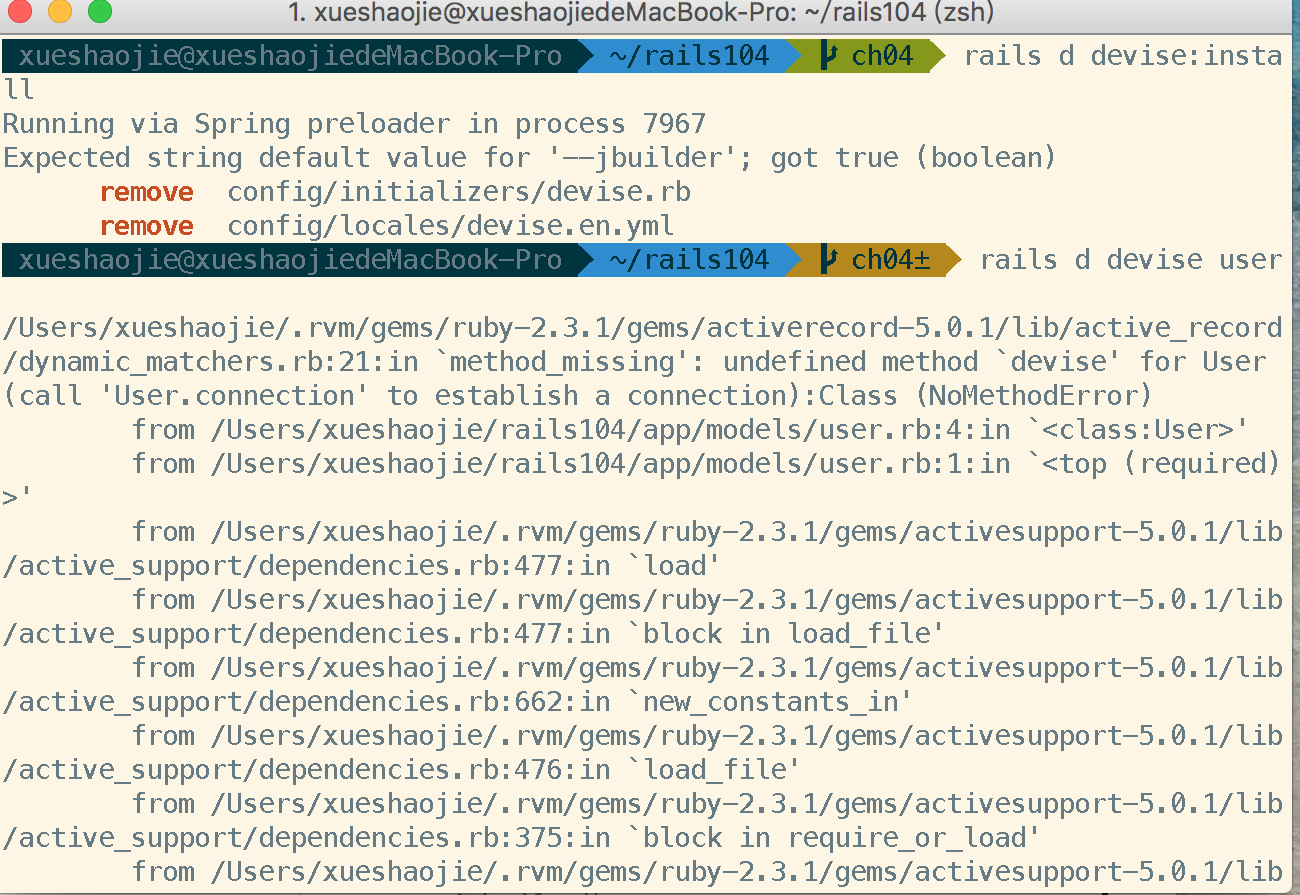 1. xueshaojie@xueshaojiedeMacBook-Pro: ~/rails104 (zsh)
xueshaojie@xueshaojiedeMacBook-Pro ~/rails104 ch04 rails d devise:insta
ll
Running via Spring preloader in process 7967
Expected string default value for '--jbuilder'; got true (boolean)
remove config/initializers/devise.rb
remove config/locales/devise.en.yml
xueshaojie@xueshaojiedeMacBook-Pro ~/rails104 ch04± rails d devise user
/Users/xueshaojie/.rvm/gems/ruby-2.3.1/gems/activerecord-5.0.1/lib/active_record
/dynamic_matchers.rb:21:in `method_missing': undefined method `devise' for User
(call 'User.connection' to establish a connection):Class (NoMethodError)
from /Users/xueshaojie/rails104/app/models/user.rb:4:in `<class:User>'
from /Users/xueshaojie/rails104/app/models/user.rb:1:in `<top (required)
>'
from /Users/xueshaojie/.rvm/gems/ruby-2.3.1/gems/activesupport-5.0.1/lib
/active_support/dependencies.rb:477:in `load'
from /Users/xueshaojie/.rvm/gems/ruby-2.3.1/gems/activesupport-5.0.1/lib
/active_support/dependencies.rb:477:in `block in load_file'
from /Users/xueshaojie/.rvm/gems/ruby-2.3.1/gems/activesupport-5.0.1/lib
/active_support/dependencies.rb:662:in `new_constants_in'
from /Users/xueshaojie/.rvm/gems/ruby-2.3.1/gems/activesupport-5.0.1/lib
/active_support/dependencies.rb:476:in `load_file'
from /Users/xueshaojie/.rvm/gems/ruby-2.3.1/gems/activesupport-5.0.1/lib
/active_support/dependencies.rb:375:in `block in require_or_load'
from /Users/xueshaojie/.rvm/gems/ruby-2.3.1/gems/activesupport-5.0.1/lib